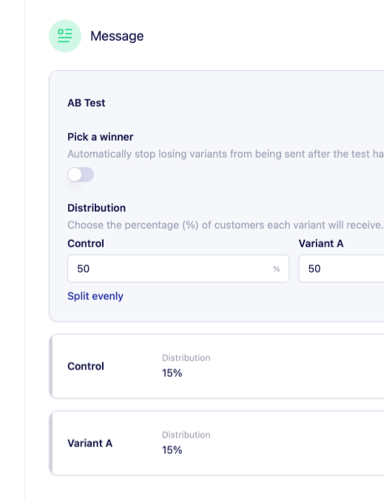 Message
AB Test
Pick a winner
Automatically stop losing variants from being sent after the test ha
Distribution
Choose the percentage (%) of customers each variant will receive.
Control
Variant A
50 %
50
Split evenly
Control
Distribution
15%
Variant A
Distribution
15%